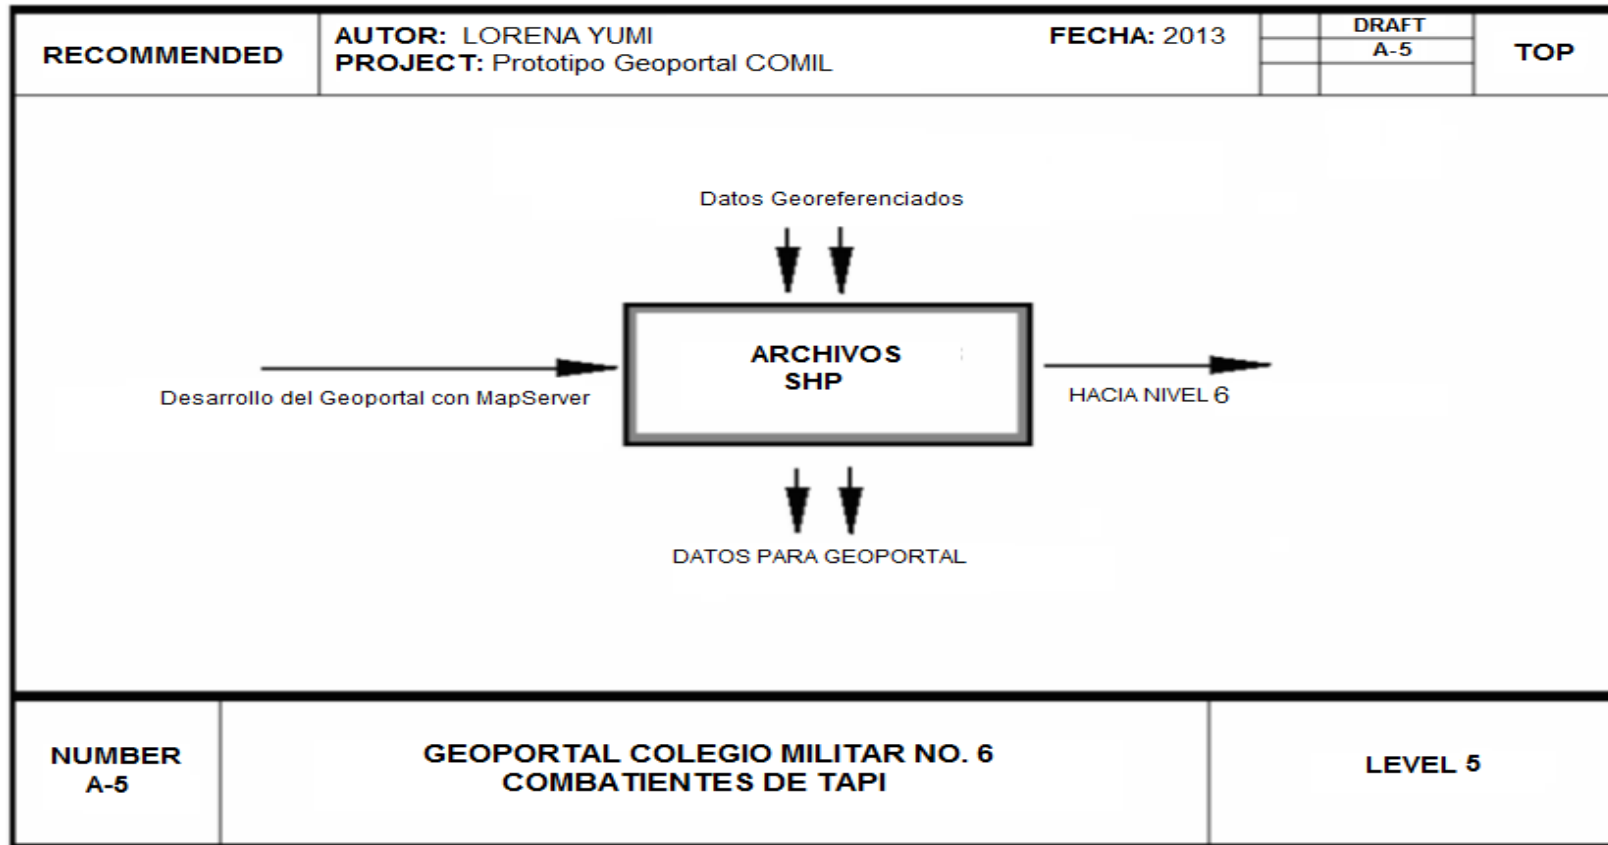 RECOMMENDED
AUTOR: LORENA YUMI
PROJECT: Prototipo Geoportal COMIL
FECHA: 2013
DRAFT
A-5
TOP
Datos Georeferenciados
ARCHIVOS
SHP
Desarrollo del Geoportal con MapServer
HACIA NIVEL 6
DATOS PARA GEOPORTAL
NUMBER
A-5
GEOPORTAL COLEGIO MILITAR NO. 6
COMBATIENTES DE TAPI
LEVEL 5